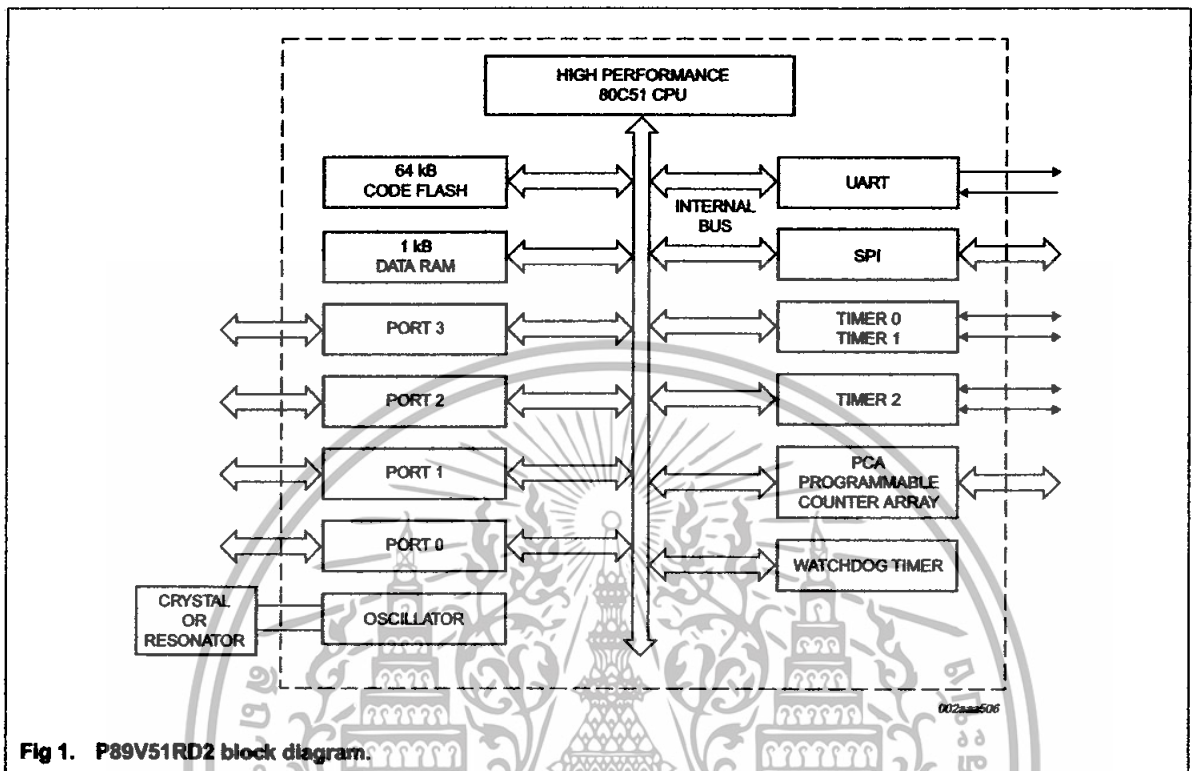 HIGH PERFORMANCE
80C51 CPU
64 kB
CODE FLASH
UART
INTERNAL
BUS
1 kB
DATA RAM
SPI
PORT 3
TIMER 0
TIMER 1
PORT 2
TIMER 2
PORT 1
PCA
PROGRAMMABLE
COUNTER ARRAY
PORT 0
WATCHDOG TIMER
CRYSTAL
OR
RESONATOR
OSCILLATOR
002aaa506
Fig 1. P89V51RD2 block diagram.